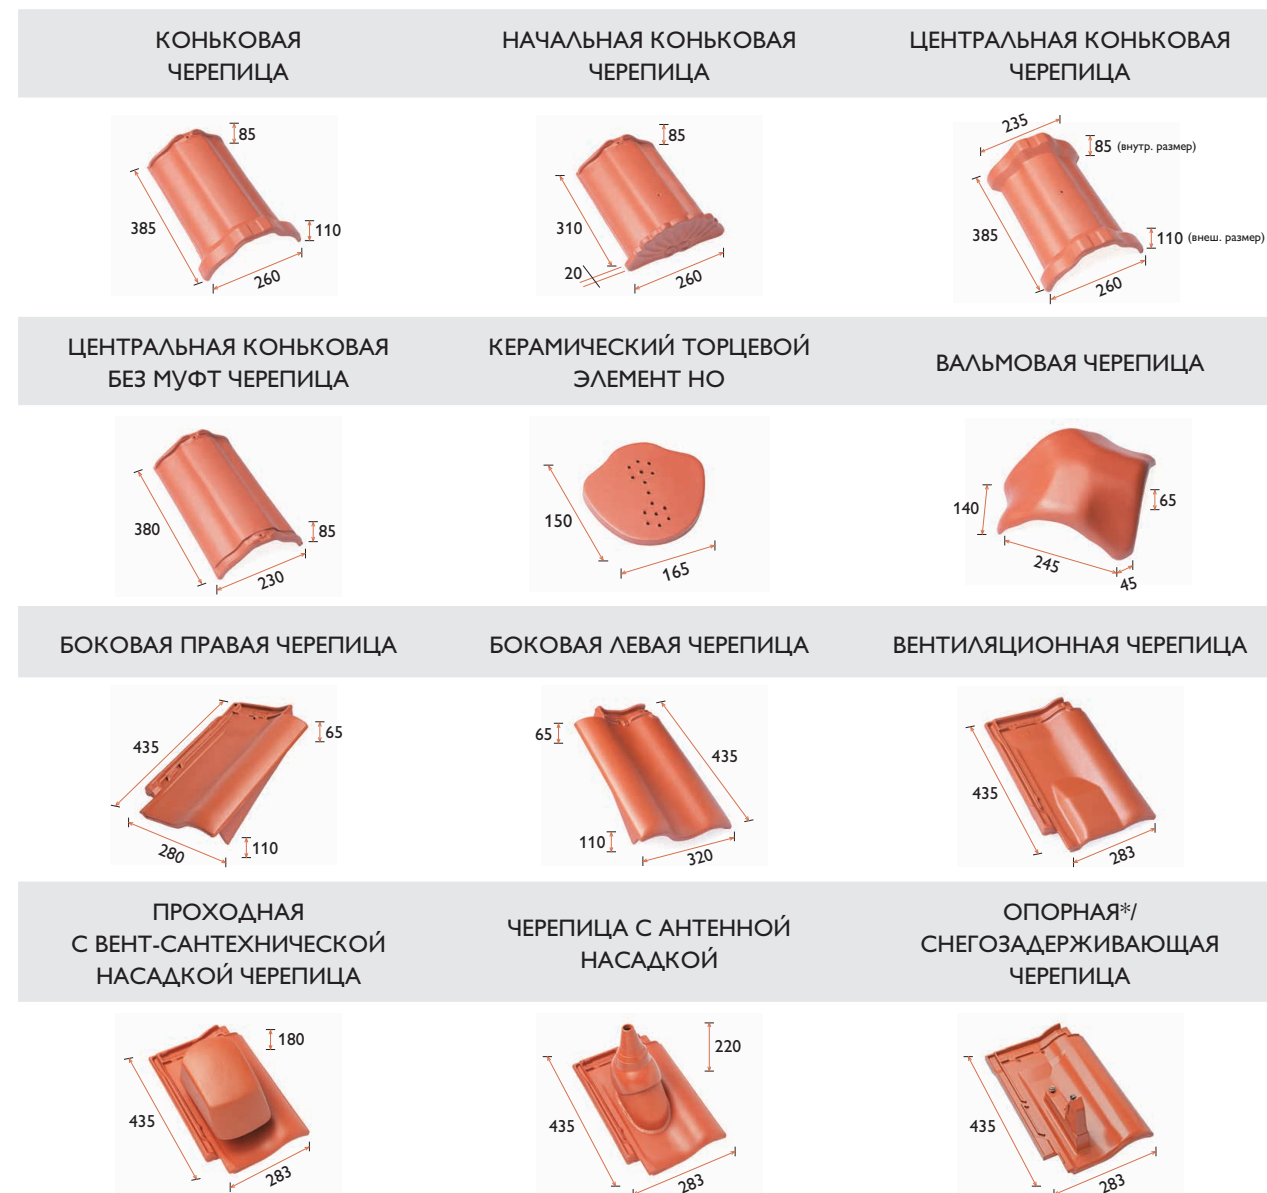 КОНЬКОВАЯ
ЧЕРЕПИЦА
НАЧАЛЬНАЯ КОНЬКОВАЯ
ЧЕРЕПИЦА
ЦЕНТРАЛЬНАЯ КОНЬКОВАЯ
ЧЕРЕПИЦА
85
385
110
260
85
310
20
260
235
85 (внутр. размер)
385
110 (внеш. размер)
260
ЦЕНТРАЛЬНАЯ КОНЬКОВАЯ
БЕЗ МУФТ ЧЕРЕПИЦА
КЕРАМИЧЕСКИЙ ТОРЦЕВОЙ
ЭЛЕМЕНТ НО
ВАЛЬМОВАЯ ЧЕРЕПИЦА
380
85
230
150
165
140
65
245
45
БОКОВАЯ ПРАВАЯ ЧЕРЕПИЦА
БОКОВАЯ ЛЕВАЯ ЧЕРЕПИЦА
ВЕНТИЛЯЦИОННАЯ ЧЕРЕПИЦА
435
65
280
110
65
435
110
320
435
283
ПРОХОДНАЯ
С ВЕНТ-САНТЕХНИЧЕСКОЙ
НАСАДКОЙ ЧЕРЕПИЦА
ЧЕРЕПИЦА С АНТЕННОЙ
НАСАДКОЙ
ОПОРНАЯ*/
СНЕГОЗАДЕРЖИВАЮЩАЯ
ЧЕРЕПИЦА
180
435
283
220
435
283
435
283